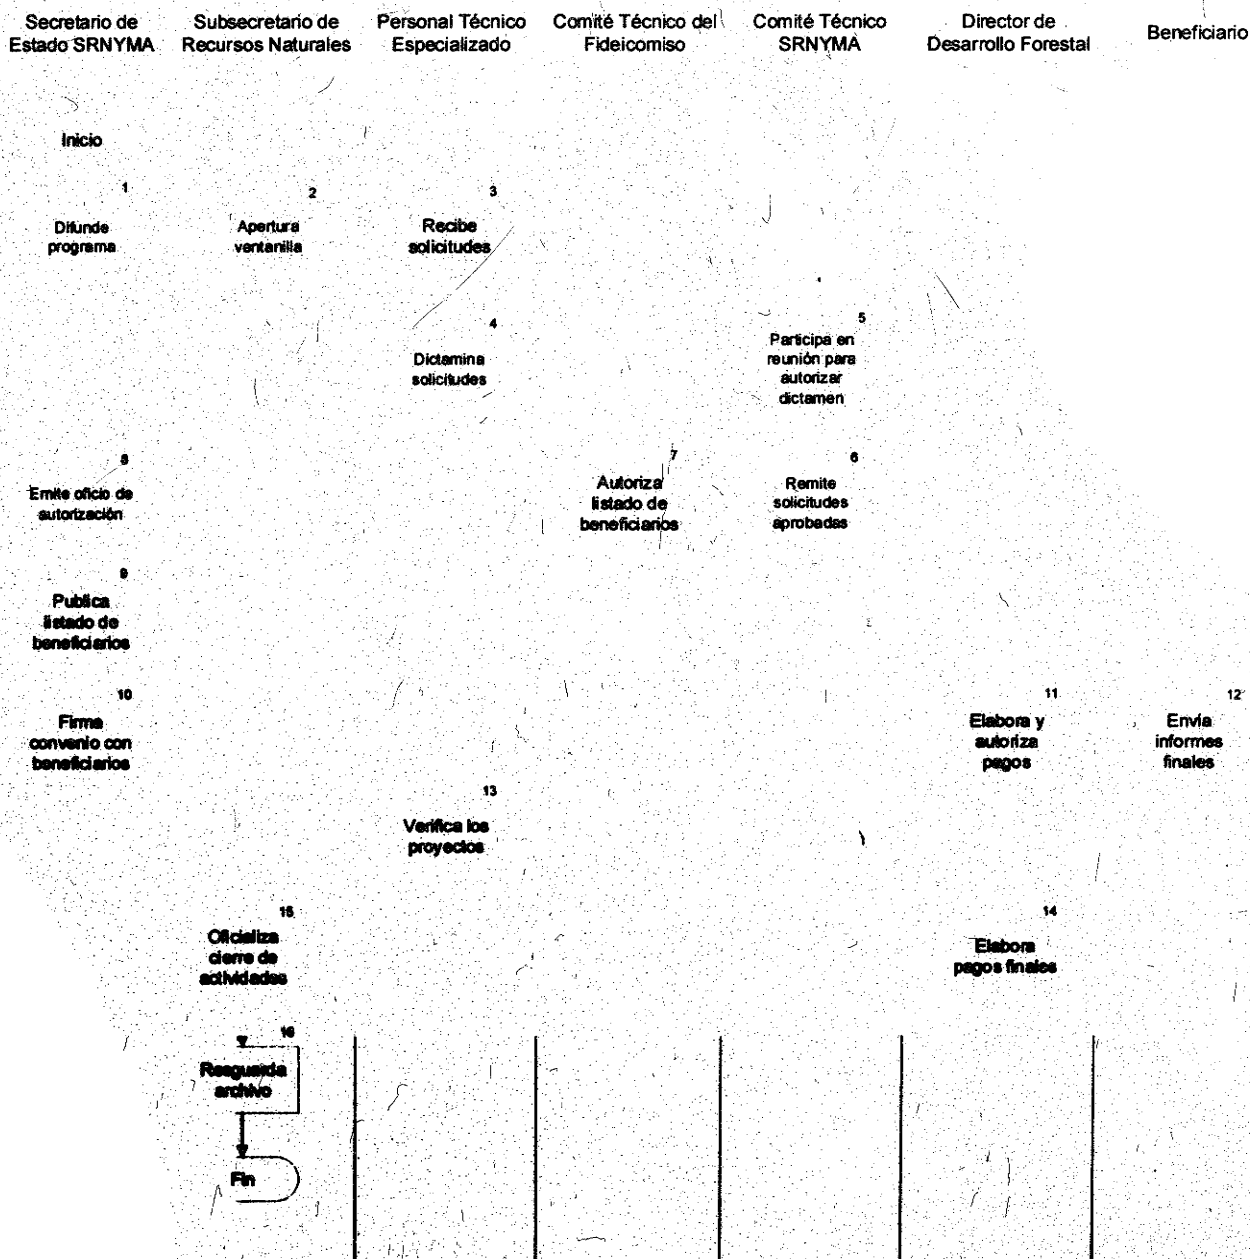 Secretario de
Estado SRNYMA
Subsecretario de
Recursos Naturales
Personal Técnico
Especializado
Comité Técnico del
Fideicomiso
Comité Técnico
SRNYMA
Director de
Desarrollo Forestal
Beneficiario
Inicio
1
Difunde
programa
2
Apertura
ventanilla
3
Recibe
solicitudes
4
Dictamina
solicitudes
5
Participa en
reunión para
autorizar
dictamen
8
Emite oficio de
autorización
7
Autoriza
listado de
beneficiarios
6
Remite
solicitudes
aprobadas
9
Publica
listado de
beneficiarios
10
Firma
convenio con
beneficiarios
11
Elabora y
autoriza
pagos
12
Envía
informes
finales
13
Verifica los
proyectos
15
Oficializa
cierre de
actividades
14
Elabora
pagos finales
16
Resguarda
archivo
Fin